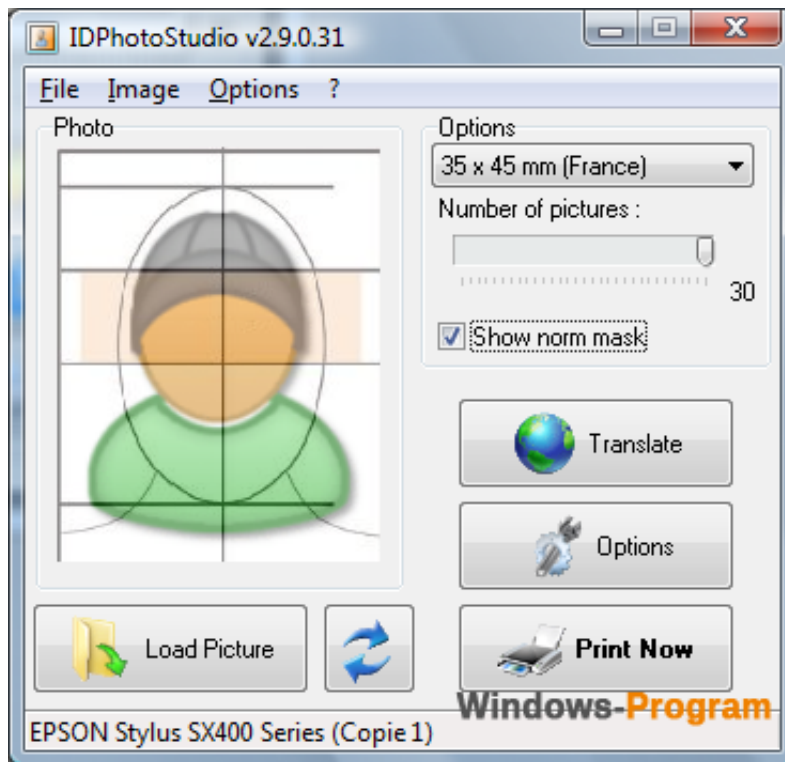 IDPhotoStudio v2.9.0.31
File Image Options ?
Photo
Options
35 x 45 mm (France)
Number of pictures :
30
Show norm mask
Translate
Options
Load Picture
Print Now
Windows-Program
EPSON Stylus SX400 Series (Copie 1)